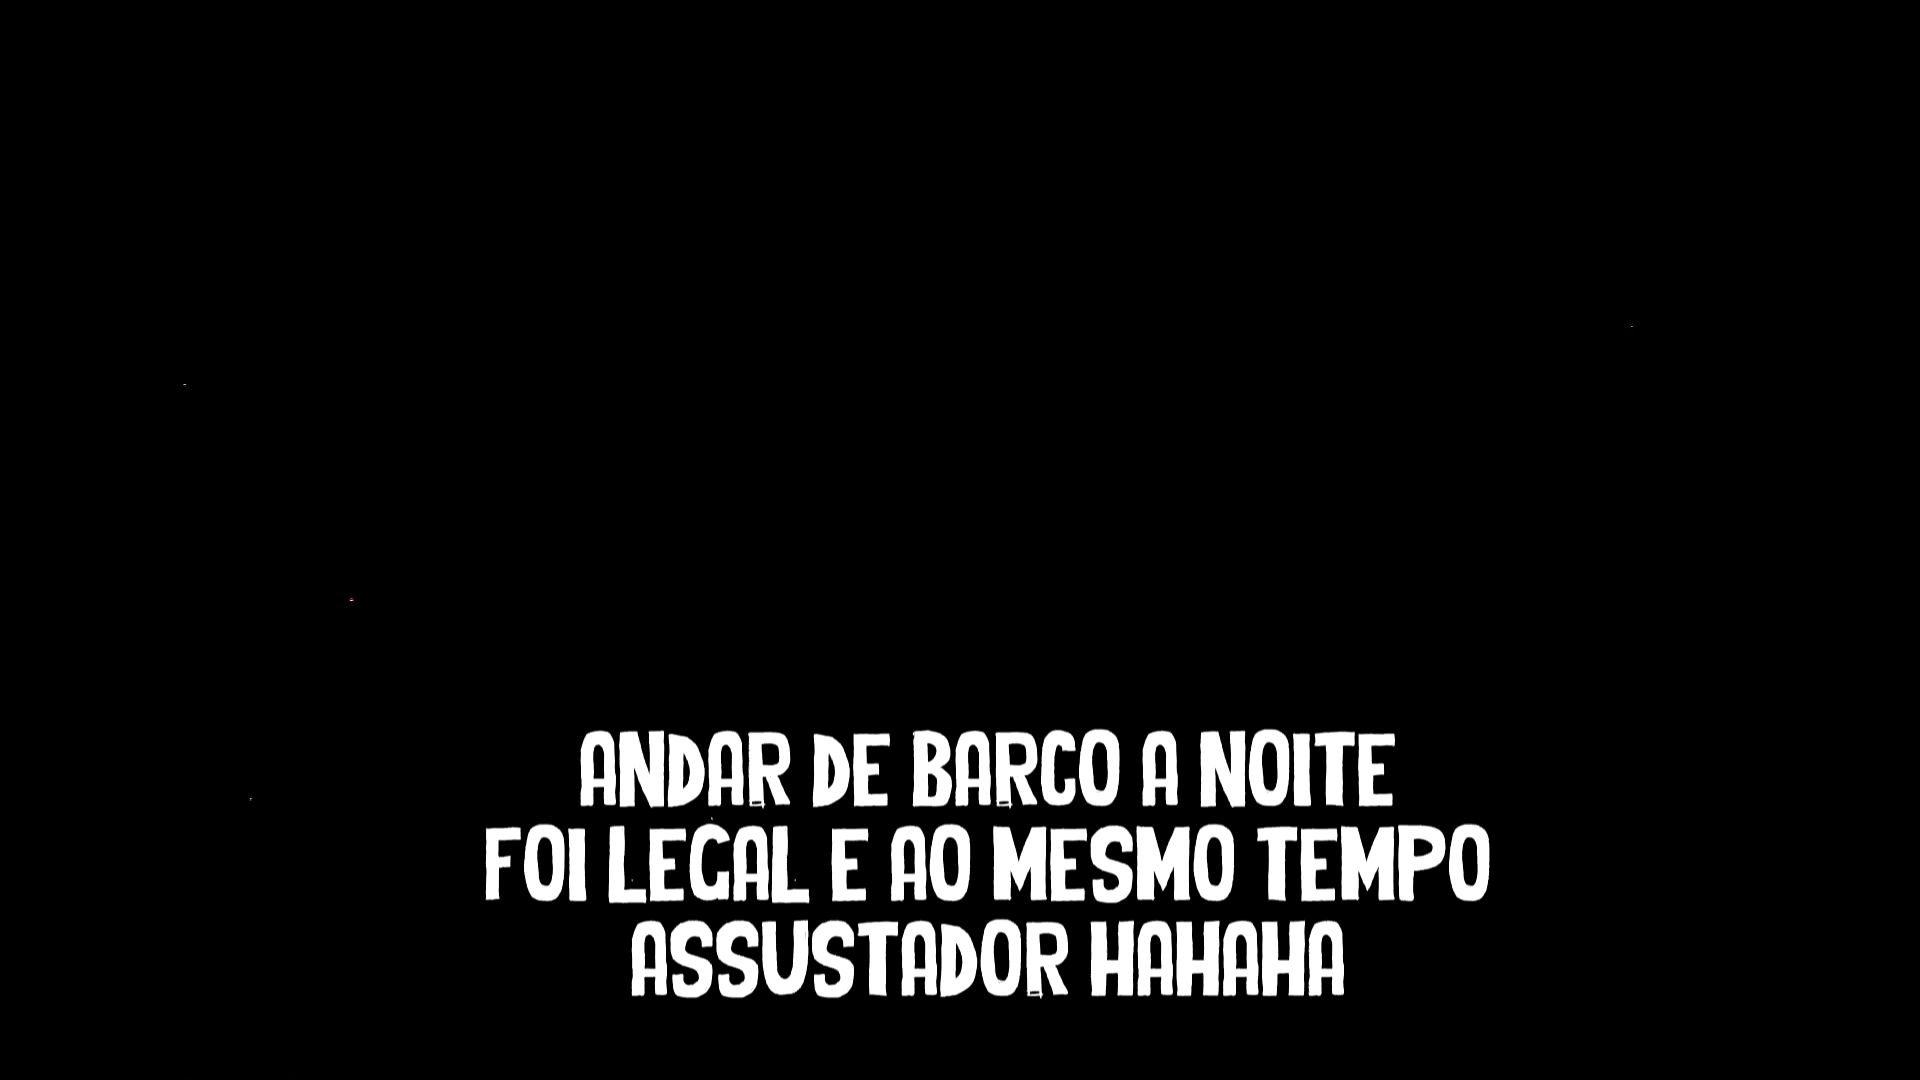 ANDAR DE BARCO A NOITE
FOI LEGAL E AO MESMO TEMPO
ASSUSTADOR HAHAHA